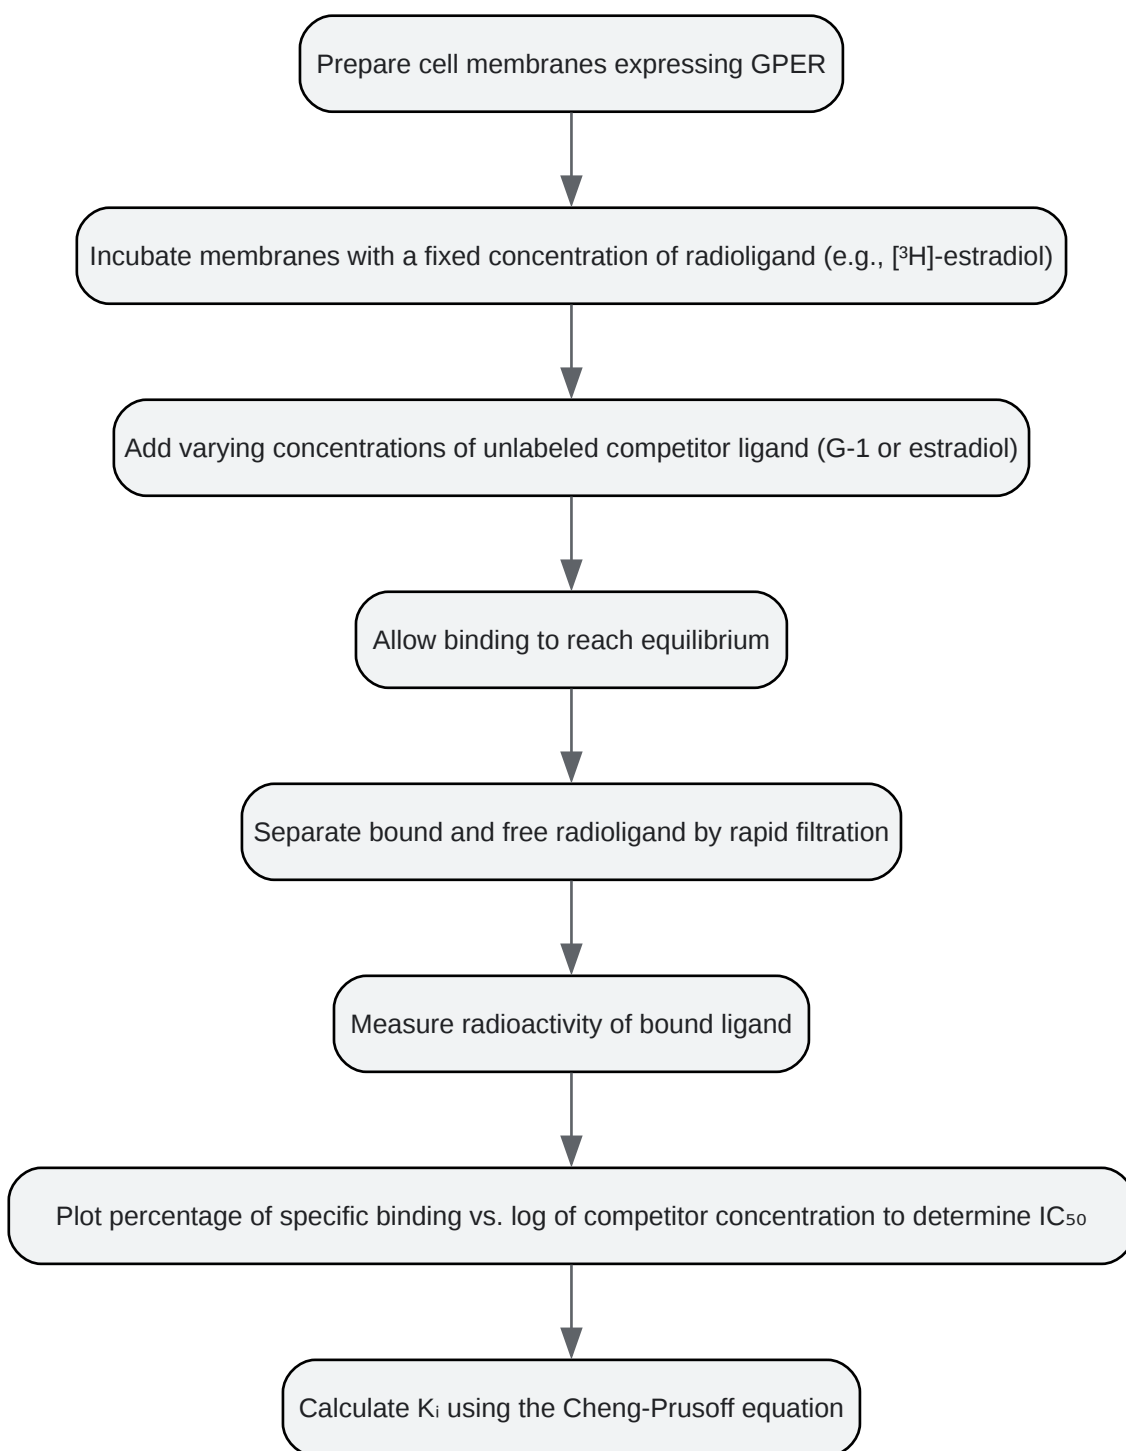 Prepare cell membranes expressing GPER
Incubate membranes with a fixed concentration of radioligand (e.g., [³H]-estradiol)
Add varying concentrations of unlabeled competitor ligand (G-1 or estradiol)
Allow binding to reach equilibrium
Separate bound and free radioligand by rapid filtration
Measure radioactivity of bound ligand
Plot percentage of specific binding vs. log of competitor concentration to determine IC₅₀
Calculate Kᵢ using the Cheng-Prusoff equation